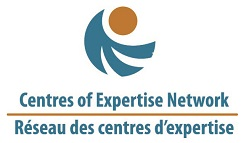 Centres of Expertise Network
Réseau des centres d'expertise